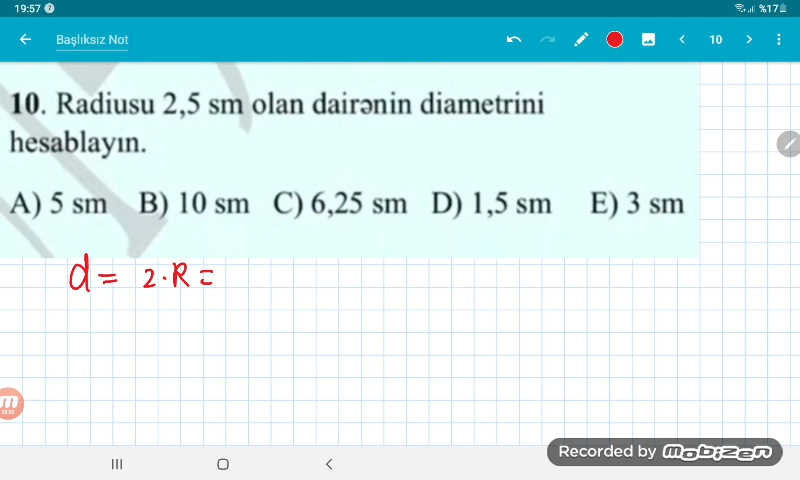 19:57 %17
Başlıksız Not 10
10. Radiusu 2,5 sm olan dairənin diametrini
hesablayın.
A) 5 sm B) 10 sm C) 6,25 sm D) 1,5 sm E) 3 sm
d = 2·R =
Recorded by mobizen